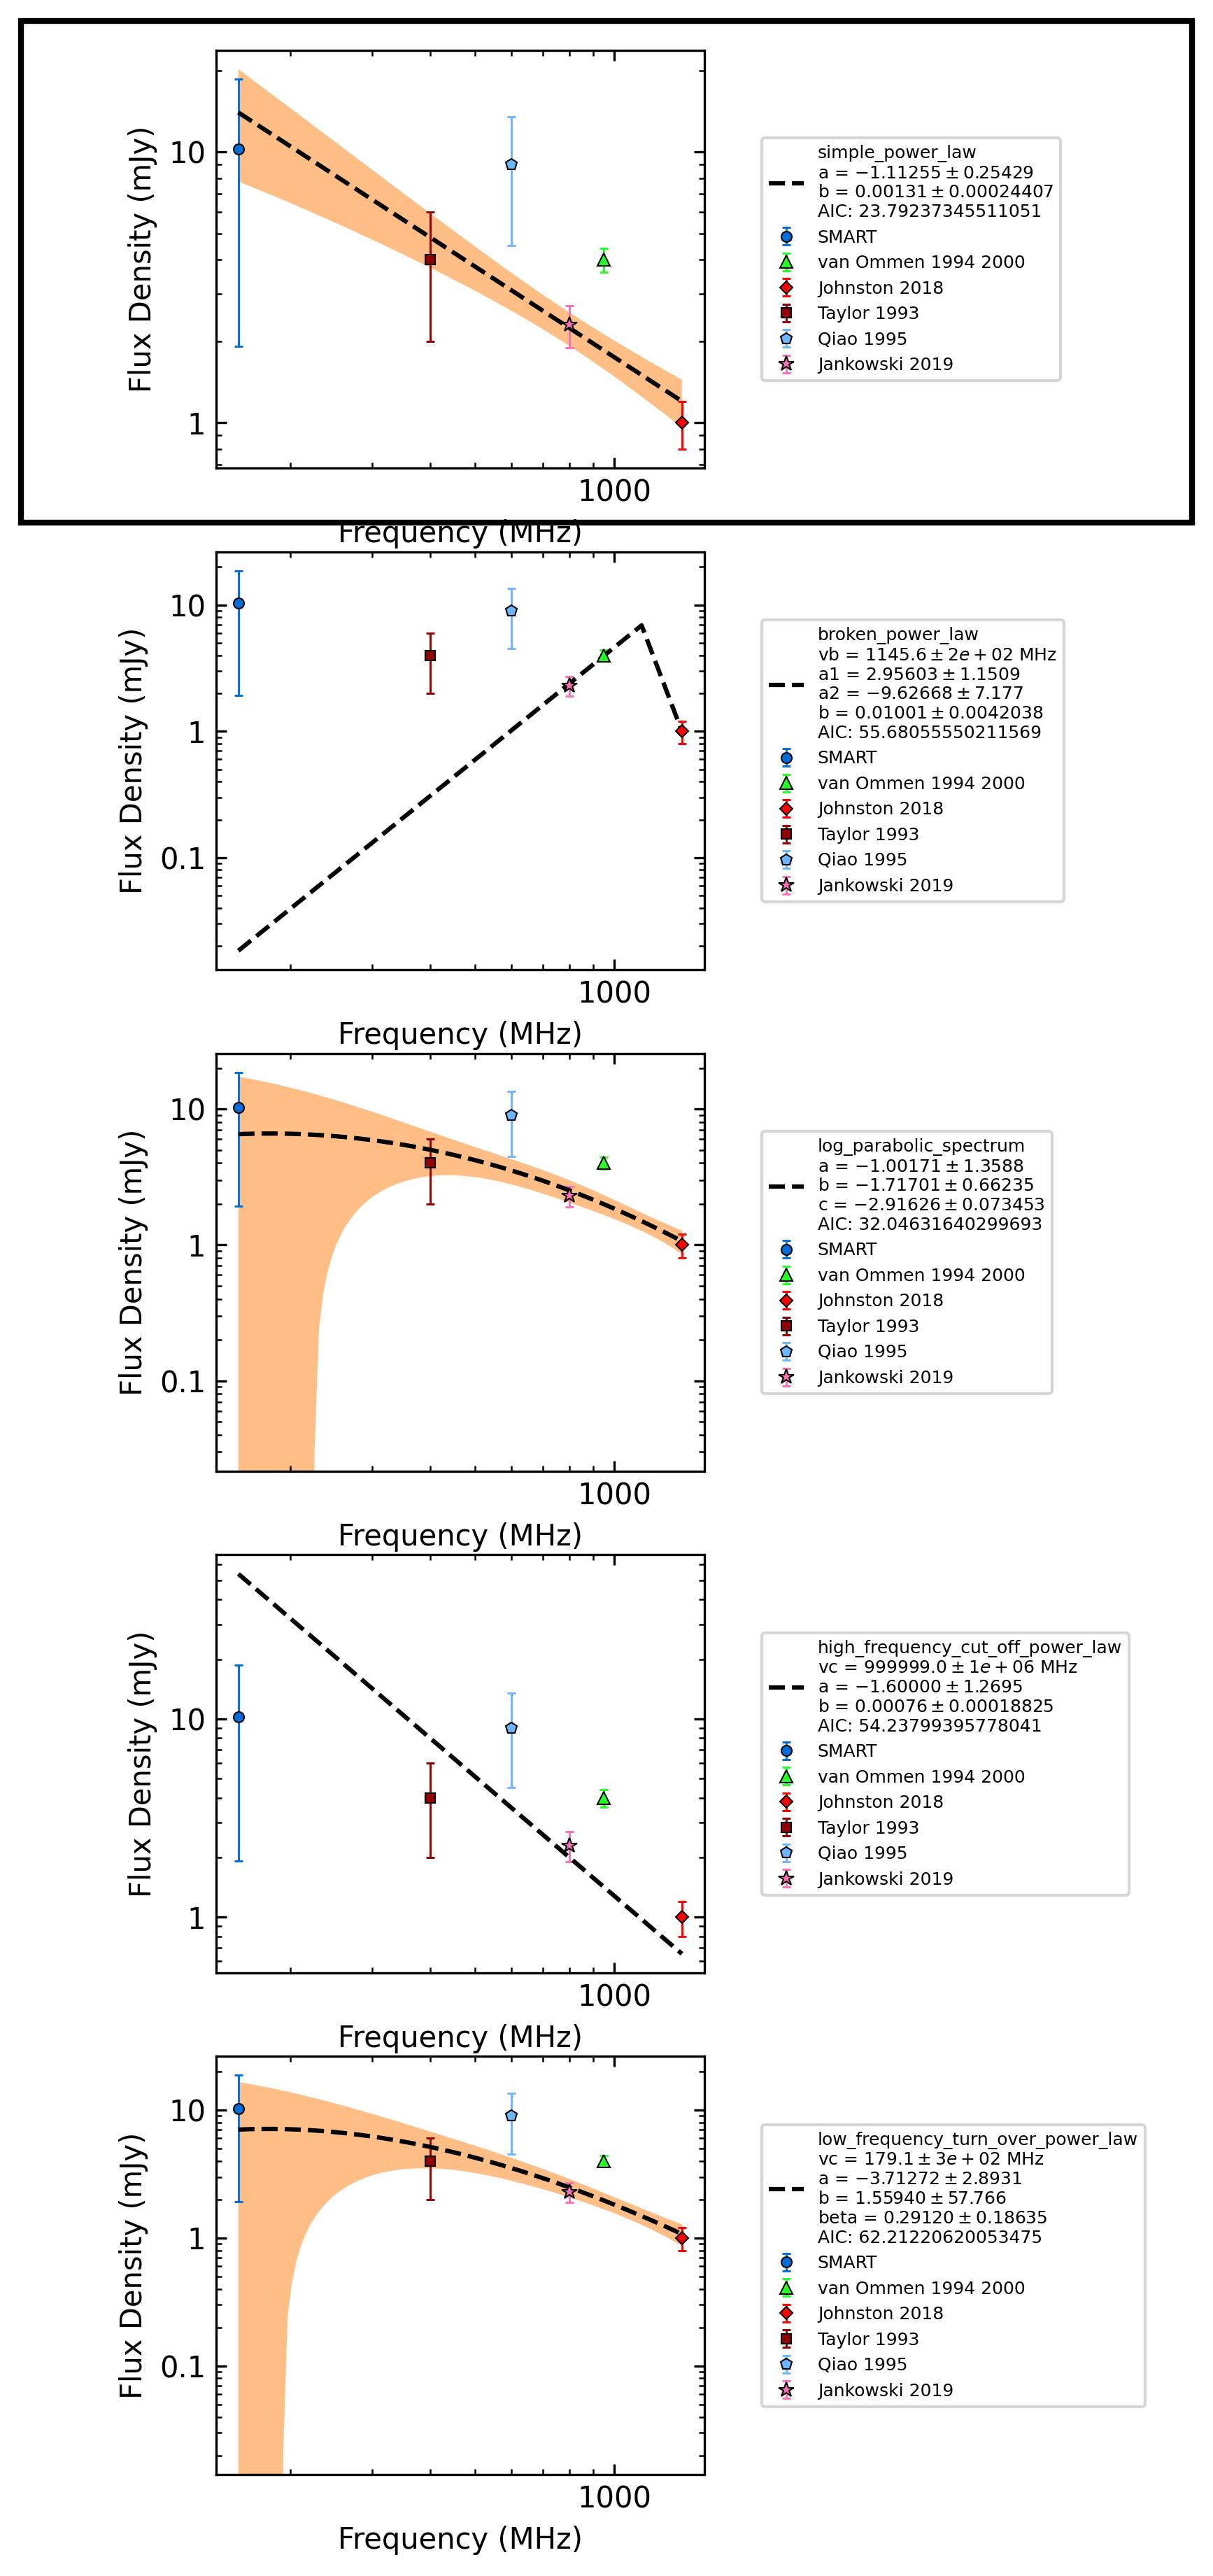 10
1
Flux Density (mJy)
1000
Frequency (MHz)
simple_power_law
a = −1.11255 ± 0.25429
b = 0.00131 ± 0.00024407
AIC: 23.79237345511051
SMART
van Ommen 1994 2000
Johnston 2018
Taylor 1993
Qiao 1995
Jankowski 2019
10
1
0.1
Flux Density (mJy)
1000
Frequency (MHz)
broken_power_law
vb = 1145.6 ± 2e + 02 MHz
a1 = 2.95603 ± 1.1509
a2 = −9.62668 ± 7.177
b = 0.01001 ± 0.0042038
AIC: 55.68055550211569
SMART
van Ommen 1994 2000
Johnston 2018
Taylor 1993
Qiao 1995
Jankowski 2019
10
1
0.1
Flux Density (mJy)
1000
Frequency (MHz)
log_parabolic_spectrum
a = −1.00171 ± 1.3588
b = −1.71701 ± 0.66235
c = −2.91626 ± 0.073453
AIC: 32.04631640299693
SMART
van Ommen 1994 2000
Johnston 2018
Taylor 1993
Qiao 1995
Jankowski 2019
10
1
Flux Density (mJy)
1000
Frequency (MHz)
high_frequency_cut_off_power_law
vc = 999999.0 ± 1e + 06 MHz
a = −1.60000 ± 1.2695
b = 0.00076 ± 0.00018825
AIC: 54.23799395778041
SMART
van Ommen 1994 2000
Johnston 2018
Taylor 1993
Qiao 1995
Jankowski 2019
10
1
0.1
Flux Density (mJy)
1000
Frequency (MHz)
low_frequency_turn_over_power_law
vc = 179.1 ± 3e + 02 MHz
a = −3.71272 ± 2.8931
b = 1.55940 ± 57.766
beta = 0.29120 ± 0.18635
AIC: 62.21220620053475
SMART
van Ommen 1994 2000
Johnston 2018
Taylor 1993
Qiao 1995
Jankowski 2019